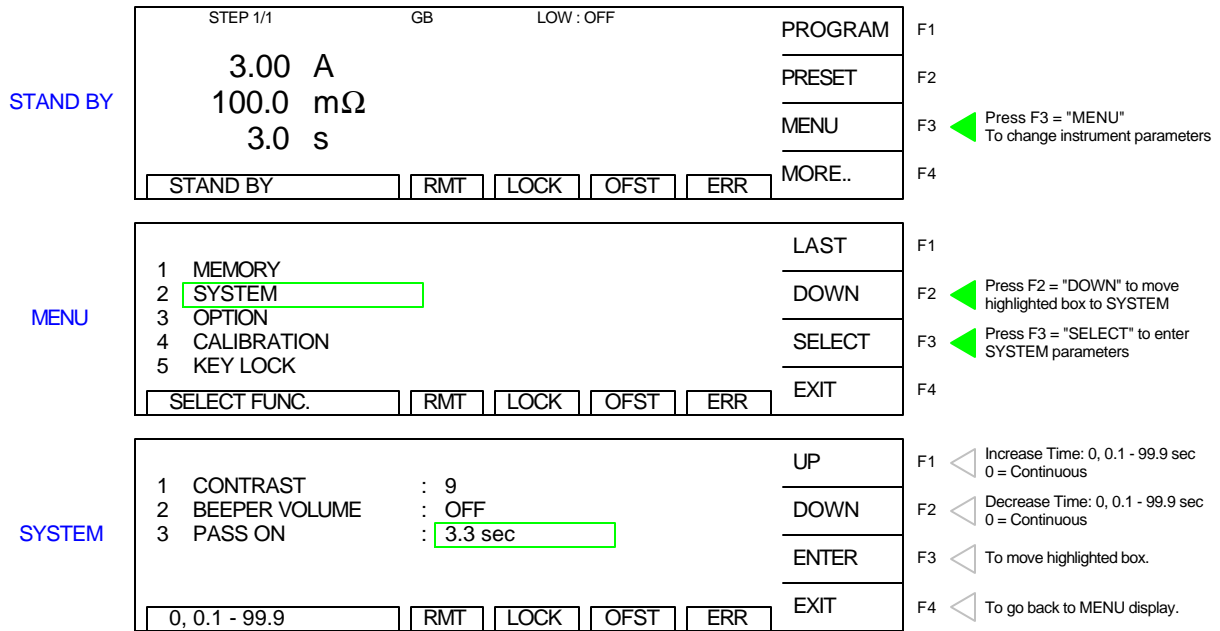 STEP 1/1 GB LOW : OFF
STAND BY
3.00 A
100.0 mΩ
3.0 s
STAND BY RMT LOCK OFST ERR
PROGRAM F1
PRESET F2
MENU F3 Press F3 = "MENU"
To change instrument parameters
MORE.. F4
MENU
1 MEMORY
2 SYSTEM
3 OPTION
4 CALIBRATION
5 KEY LOCK
SELECT FUNC. RMT LOCK OFST ERR
LAST F1
DOWN F2 Press F2 = "DOWN" to move
highlighted box to SYSTEM
SELECT F3 Press F3 = "SELECT" to enter
SYSTEM parameters
EXIT F4
SYSTEM
1 CONTRAST : 9
2 BEEPER VOLUME : OFF
3 PASS ON : 3.3 sec
0, 0.1 - 99.9 RMT LOCK OFST ERR
UP F1 Increase Time: 0, 0.1 - 99.9 sec
0 = Continuous
DOWN F2 Decrease Time: 0, 0.1 - 99.9 sec
0 = Continuous
ENTER F3 To move highlighted box.
EXIT F4 To go back to MENU display.